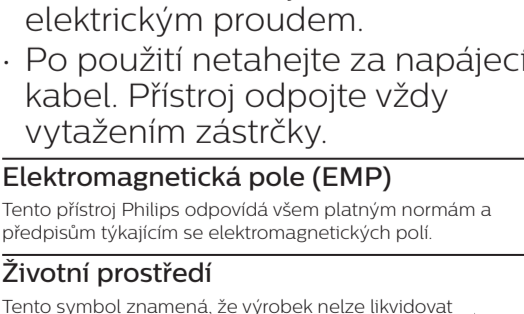 elektrickým proudem.
· Po použití netahejte za napájecí
kabel. Přístroj odpojte vždy
vytažením zástrčky.
Elektromagnetická pole (EMP)
Tento přístroj Philips odpovídá všem platným normám a
předpisům týkajícím se elektromagnetických polí.
Životní prostředí
Tento symbol znamená, že výrobek nelze likvidovat